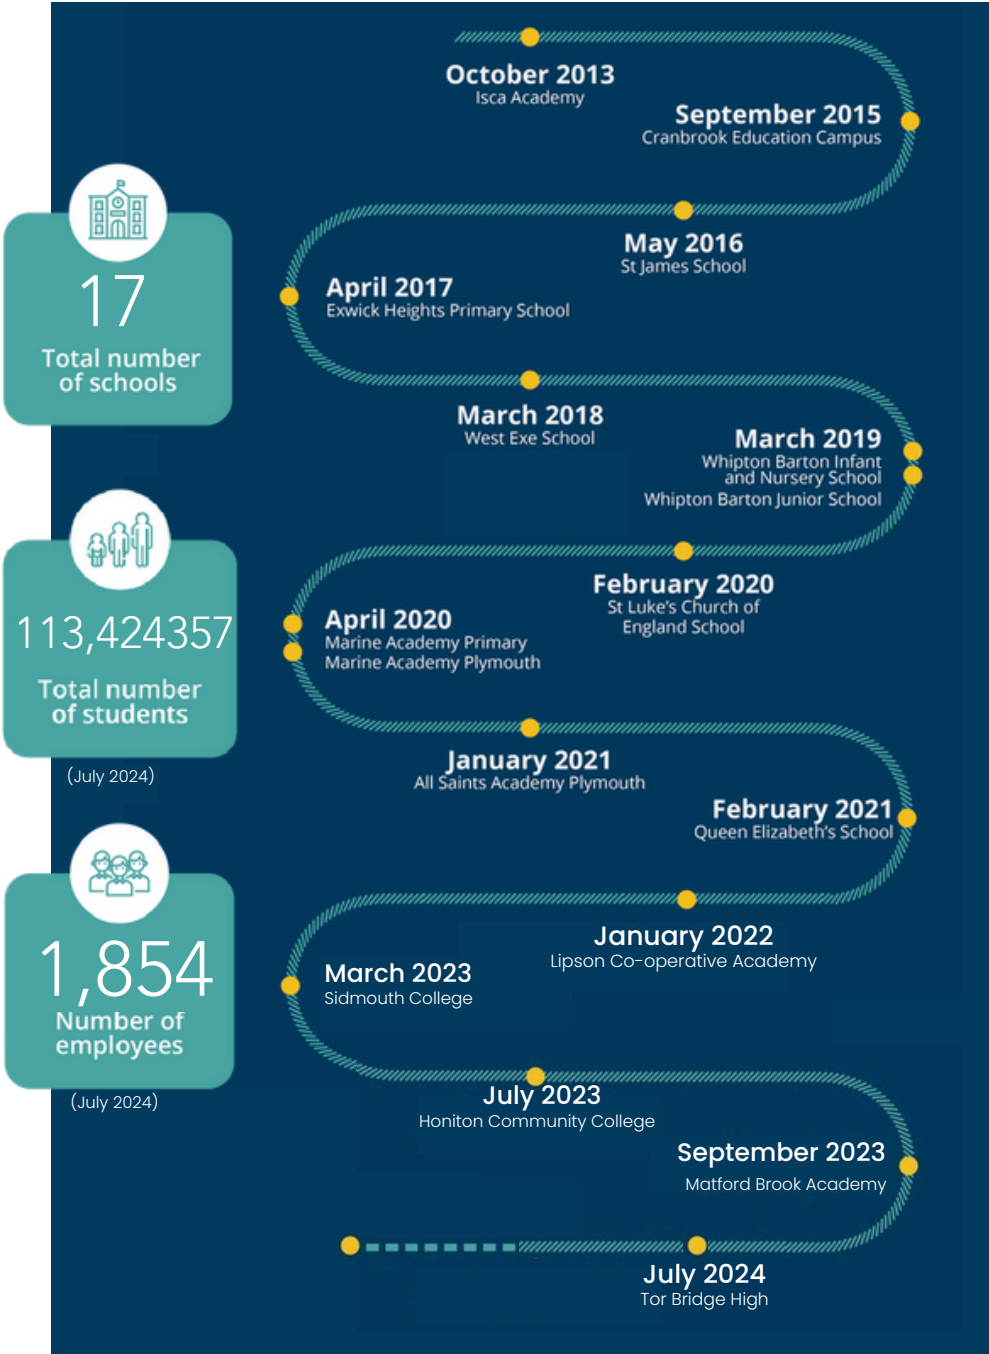 October 2013
Isca Academy
September 2015
Cranbrook Education Campus
May 2016
St James School
April 2017
Exwick Heights Primary School
March 2018
West Exe School
March 2019
Whipton Barton Infant
and Nursery School
Whipton Barton Junior School
February 2020
St Luke's Church of
England School
April 2020
Marine Academy Primary
Marine Academy Plymouth
January 2021
All Saints Academy Plymouth
February 2021
Queen Elizabeth's School
January 2022
Lipson Co-operative Academy
March 2023
Sidmouth College
July 2023
Honiton Community College
September 2023
Matford Brook Academy
July 2024
Tor Bridge High
17
Total number
of schools
113,424357
Total number
of students
(July 2024)
1,854
Number of
employees
(July 2024)